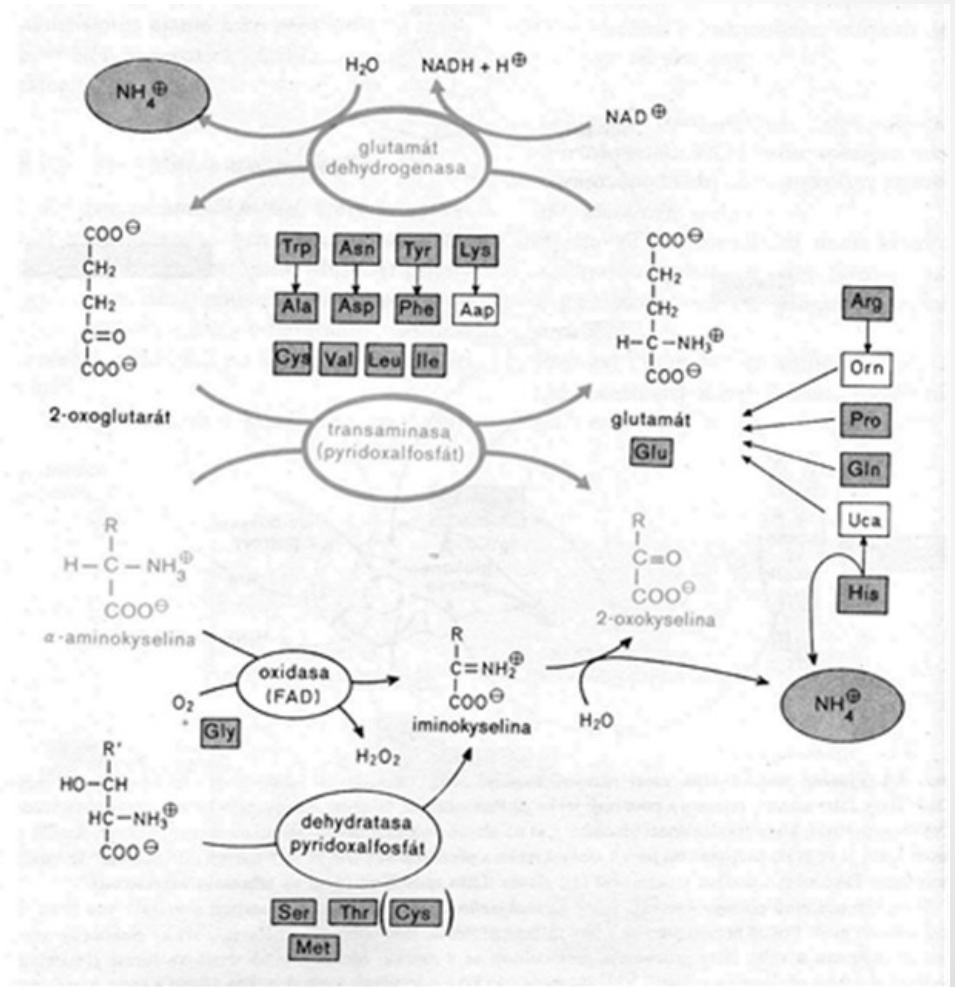 NH₄⊕
H₂O
NADH + H⊕
NAD⊕
glutamát
dehydrogenasa
COO⊖
CH₂
CH₂
C=O
COO⊖
2-oxoglutarát
Trp Asn Tyr Lys
Ala Asp Phe Aap
Cys Val Leu Ile
COO⊖
CH₂
CH₂
H–C–NH₃⊕
COO⊖
glutamát
Glu
Arg
Orn
Pro
Gln
Uca
His
transaminasa
(pyridoxalfosfát)
R
H–C–NH₃⊕
COO⊖
α-aminokyselina
R
C=O
COO⊖
2-oxokyselina
oxidasa
(FAD)
O₂
Gly
H₂O₂
R
C=NH₂⊕
COO⊖
iminokyselina
H₂O
NH₄⊕
R'
HO–CH
HC–NH₃⊕
COO⊖
dehydratasa
pyridoxalfosfát
Ser Thr (Cys)
Met